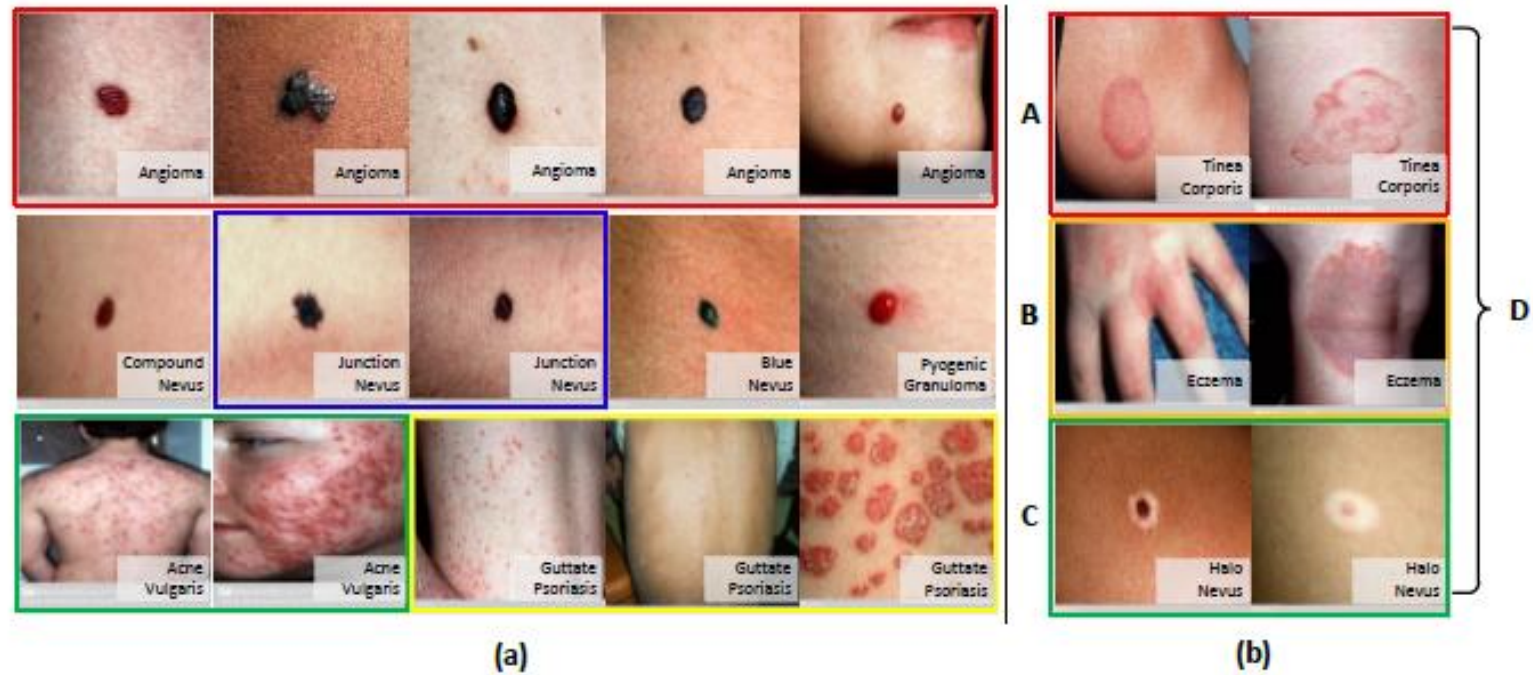 Angioma
Angioma
Angioma
Angioma
Angioma
Compound
Nevus
Junction
Nevus
Junction
Nevus
Blue
Nevus
Pyogenic
Granuloma
Acne
Vulgaris
Acne
Vulgaris
Guttate
Psoriasis
Guttate
Psoriasis
Guttate
Psoriasis
(a)
A
Tinea
Corporis
Tinea
Corporis
B
Eczema
Eczema
C
Halo
Nevus
Halo
Nevus
D
(b)